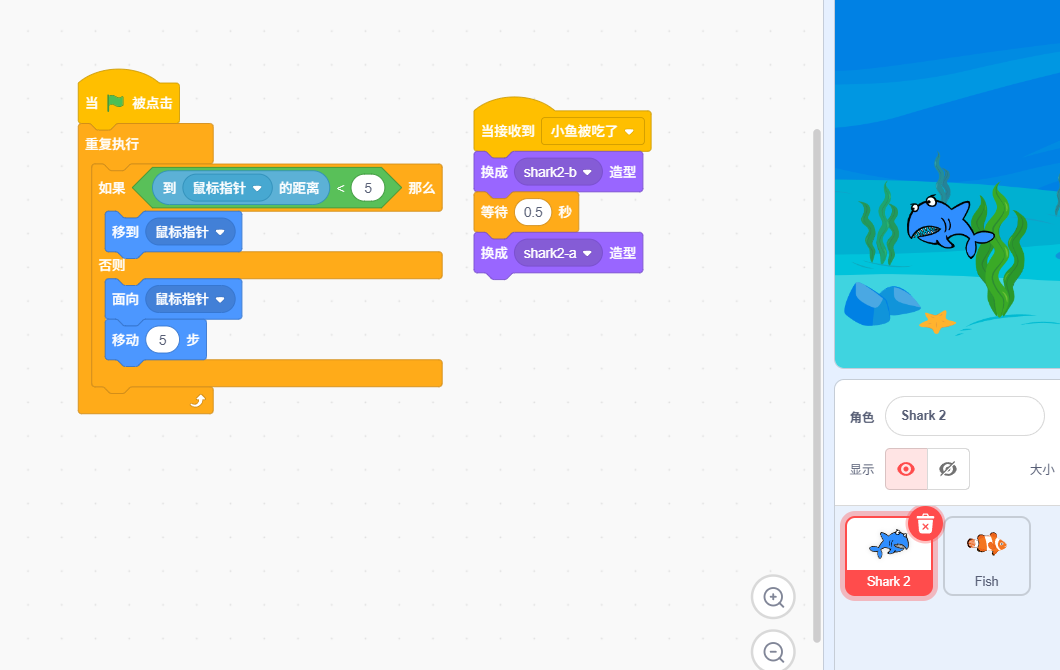 当 被点击
重复执行
如果 到 鼠标指针 的距离 < 5 那么
移到 鼠标指针
否则
面向 鼠标指针
移动 5 步
当接收到 小鱼被吃了
换成 shark2-b 造型
等待 0.5 秒
换成 shark2-a 造型
角色 Shark 2
显示 大小
Shark 2
Fish